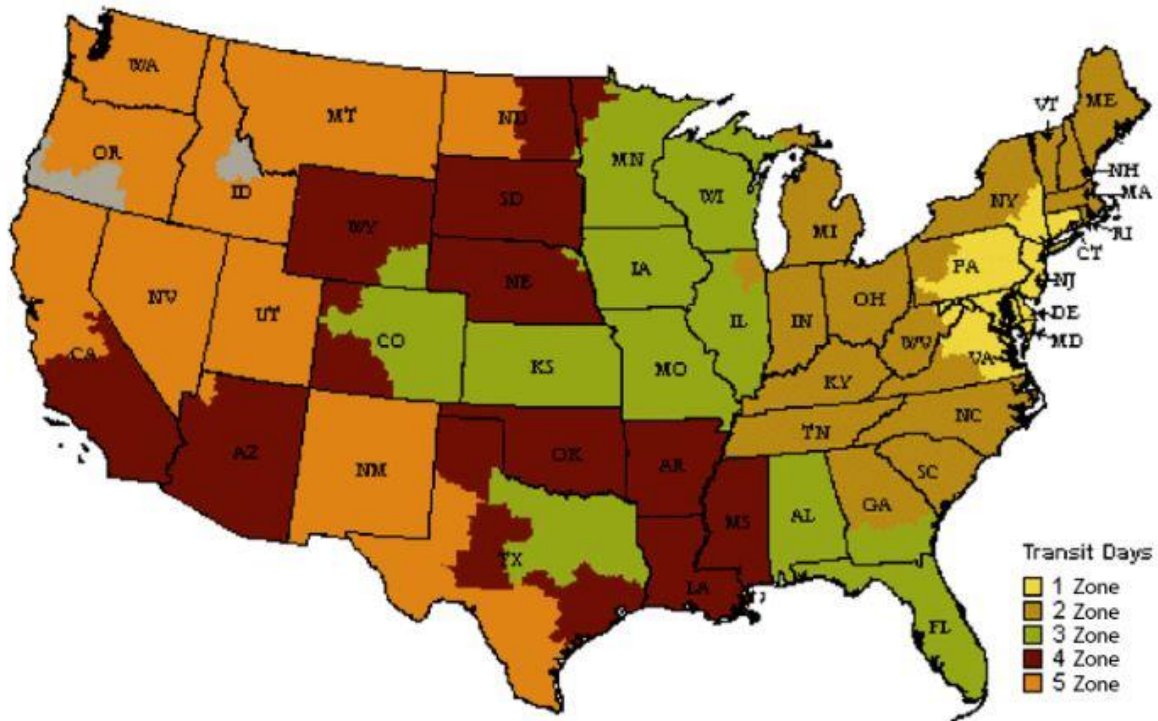 WA
MT
ND
OR
ID
MN
VT
ME
SD
WI
NH
WY
NY
MA
MI
RI
CT
IA
PA
NE
NV
UT
CO
IL
IN
OH
NJ
DE
MD
WV
VA
CA
KS
MO
KY
NC
TN
AZ
NM
OK
AR
SC
GA
MS
AL
TX
LA
FL
Transit Days
1 Zone
2 Zone
3 Zone
4 Zone
5 Zone